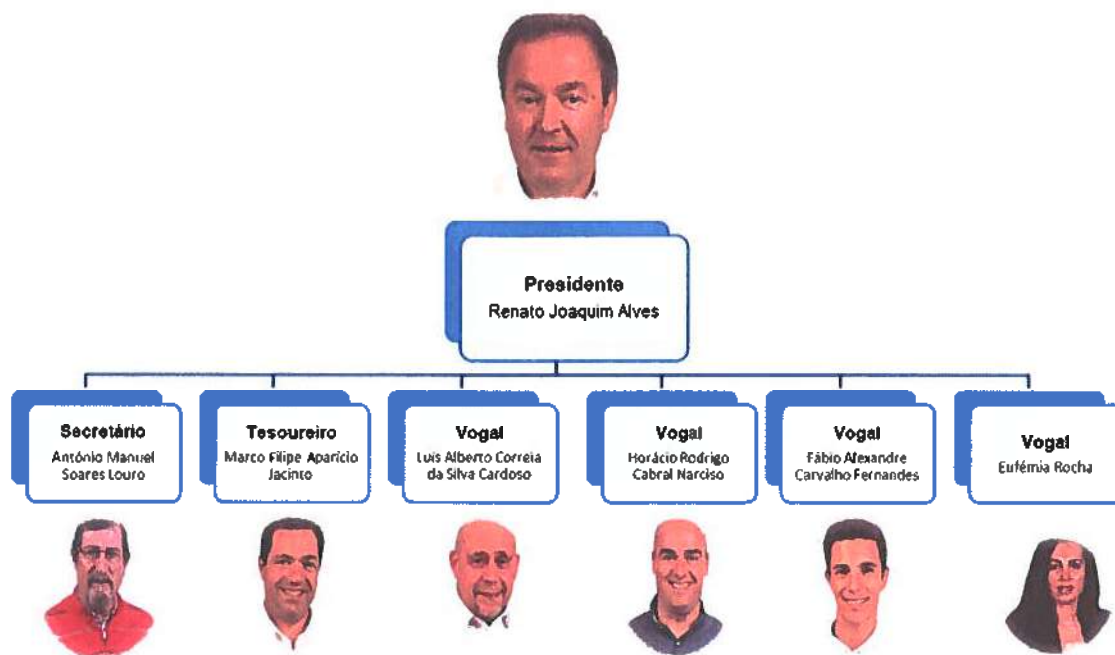 Presidente
Renato Joaquim Alves
Secretário
António Manuel
Soares Louro
Tesoureiro
Marco Filipe Aparício
Jacinto
Vogal
Luís Alberto Correia
da Silva Cardoso
Vogal
Horácio Rodrigo
Cabral Narciso
Vogal
Fábio Alexandre
Carvalho Fernandes
Vogal
Eufémia Rocha